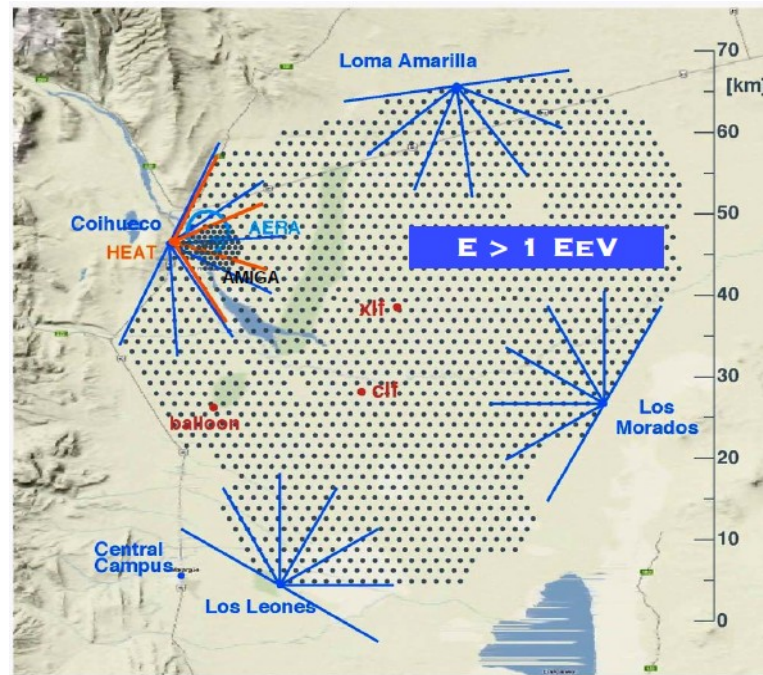 70
Loma Amarilla
[km]
60
Coihueco
AERA
50
HEAT
E > 1 EeV
AMIGA
40
xlf
clf
30
balloon
Los
Morados
20
10
Central
Campus
Los Leones
0